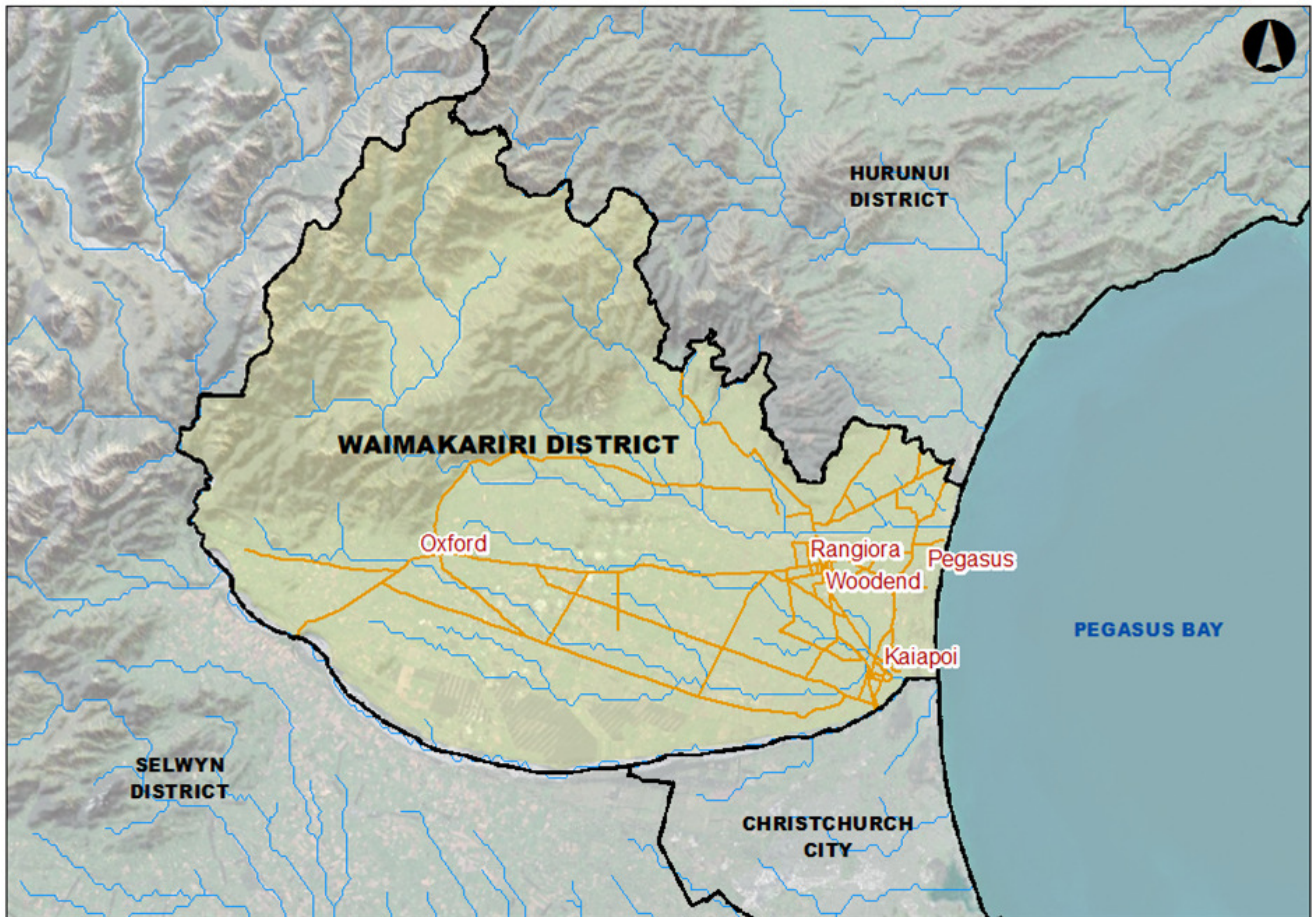 HURUNUI
DISTRICT
WAIMAKARIRI DISTRICT
Oxford
Rangiora
Pegasus
Woodend
PEGASUS BAY
Kaiapoi
SELWYN
DISTRICT
CHRISTCHURCH
CITY